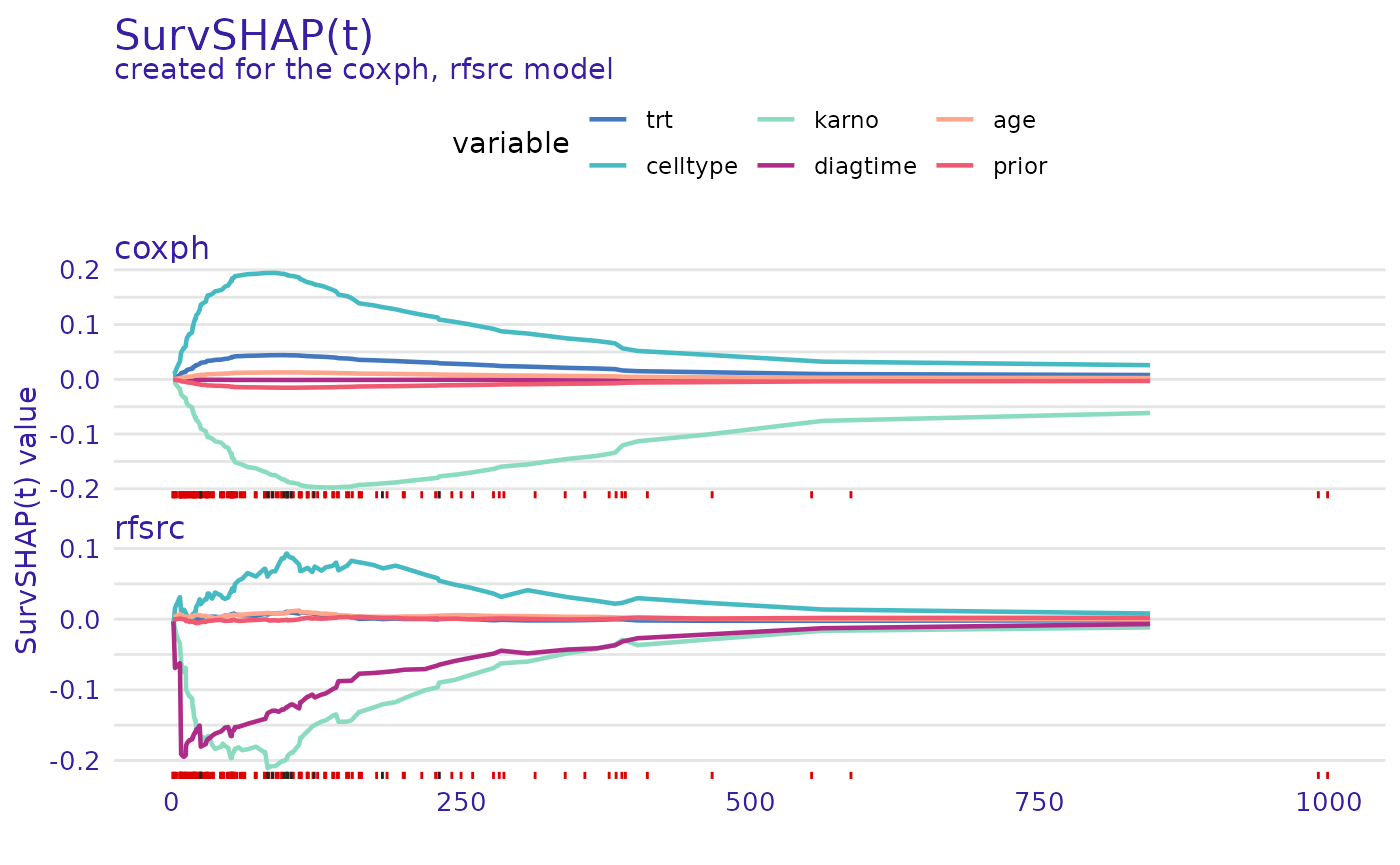 SurvSHAP(t)
created for the coxph, rfsrc model
variable
trt
karno
age
celltype
diagtime
prior
SurvSHAP(t) value
coxph
0.2
0.1
0.0
-0.1
-0.2
rfsrc
0.1
0.0
-0.1
-0.2
0 250 500 750 1000